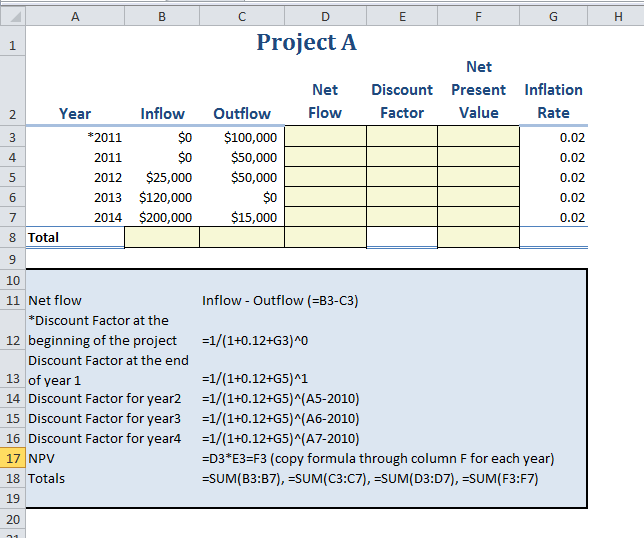 A B C D E F G H
1 Project A
2 Year Inflow Outflow Net Flow Discount Factor Net Present Value Inflation Rate
3 *2011 $0 $100,000 0.02
4 2011 $0 $50,000 0.02
5 2012 $25,000 $50,000 0.02
6 2013 $120,000 $0 0.02
7 2014 $200,000 $15,000 0.02
8 Total
9
10
11 Net flow Inflow - Outflow (=B3-C3)
*Discount Factor at the
12 beginning of the project =1/(1+0.12+G3)^0
Discount Factor at the end
13 of year 1 =1/(1+0.12+G5)^1
14 Discount Factor for year2 =1/(1+0.12+G5)^(A5-2010)
15 Discount Factor for year3 =1/(1+0.12+G5)^(A6-2010)
16 Discount Factor for year4 =1/(1+0.12+G5)^(A7-2010)
17 NPV =D3*E3=F3 (copy formula through column F for each year)
18 Totals =SUM(B3:B7), =SUM(C3:C7), =SUM(D3:D7), =SUM(F3:F7)
19
20